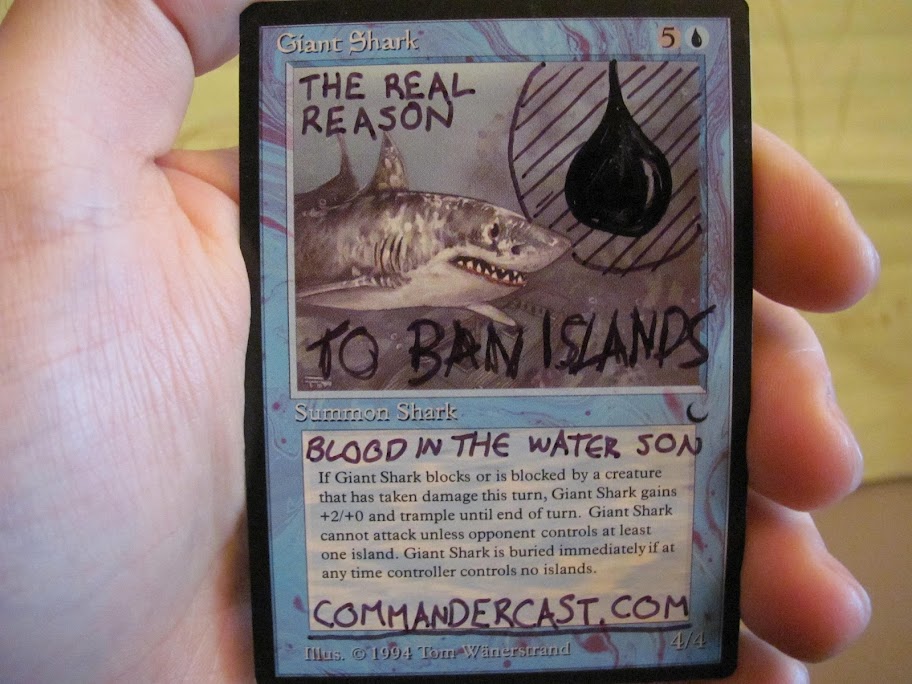 Giant Shark 5
THE REAL
REASON
TO BAN ISLANDS
Summon Shark
BLOOD IN THE WATER SON
If Giant Shark blocks or is blocked by a creature
that has taken damage this turn, Giant Shark gains
+2/+0 and trample until end of turn. Giant Shark
cannot attack unless opponent controls at least
one island. Giant Shark is buried immediately if at
any time controller controls no islands.
COMMANDERCAST.COM
Illus. © 1994 Tom Wänerstrand 4/4